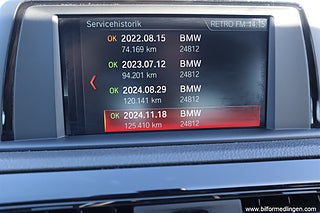 Servicehistorik RETRO FM 14:15
OK 2022.08.15 BMW
74.169 km 24812
OK 2023.07.12 BMW
94.201 km 24812
OK 2024.08.29 BMW
120.141 km 24812
OK 2024.11.18 BMW
125.410 km 24812
www.bilformedlingen.com